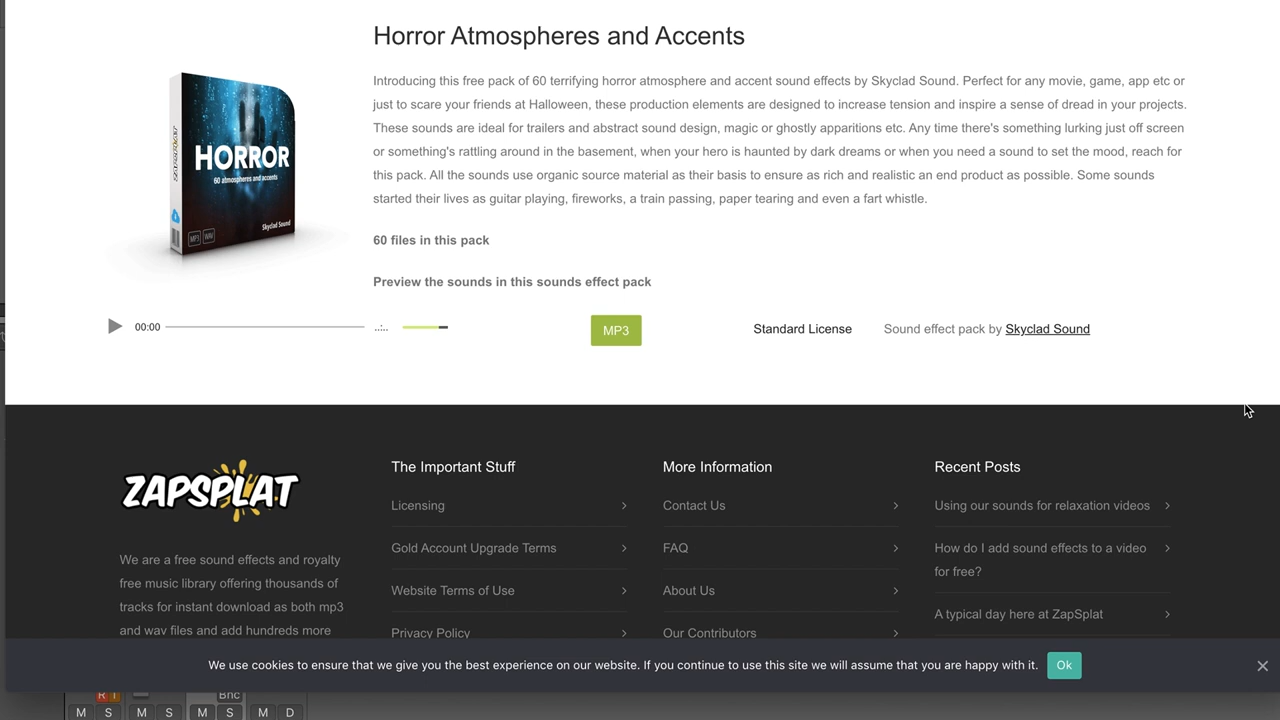 Horror Atmospheres and Accents
Introducing this free pack of 60 terrifying horror atmosphere and accent sound effects by Skyclad Sound. Perfect for any movie, game, app etc or
just to scare your friends at Halloween, these production elements are designed to increase tension and inspire a sense of dread in your projects.
These sounds are ideal for trailers and abstract sound design, magic or ghostly apparitions etc. Any time there's something lurking just off screen
or something's rattling around in the basement, when your hero is haunted by dark dreams or when you need a sound to set the mood, reach for
this pack. All the sounds use organic source material as their basis to ensure as rich and realistic an end product as possible. Some sounds
started their lives as guitar playing, fireworks, a train passing, paper tearing and even a fart whistle.
HORROR
60 atmospheres and accents
Skyclad Sound
MP3 WAV
60 files in this pack
Preview the sounds in this sounds effect pack
00:00
MP3
Standard License
Sound effect pack by Skyclad Sound
ZAPSPLAT
We are a free sound effects and royalty
free music library offering thousands of
tracks for instant download as both mp3
and wav files and add hundreds more
The Important Stuff
Licensing
Gold Account Upgrade Terms
Website Terms of Use
Privacy Policy
More Information
Contact Us
FAQ
About Us
Our Contributors
Recent Posts
Using our sounds for relaxation videos
How do I add sound effects to a video
for free?
A typical day here at ZapSplat
We use cookies to ensure that we give you the best experience on our website. If you continue to use this site we will assume that you are happy with it.
Ok
R I
Bnc
M S M S M S M D